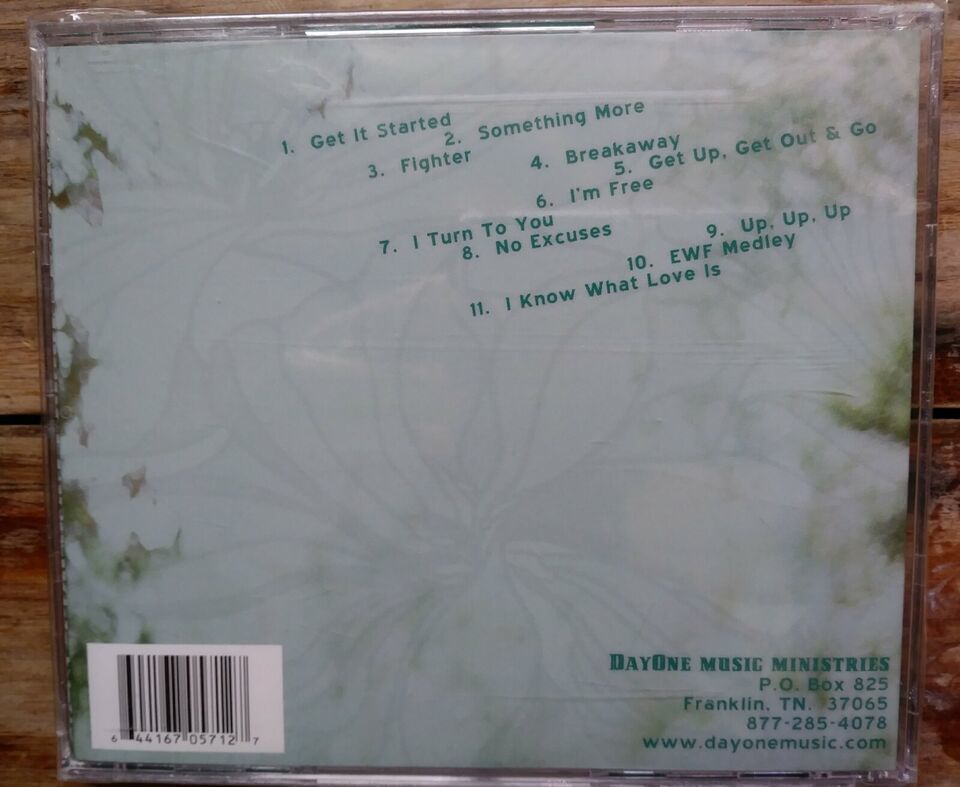 1. Get It Started
2. Something More
3. Fighter
4. Breakaway
5. Get Up, Get Out & Go
6. I'm Free
7. I Turn To You
8. No Excuses
9. Up, Up, Up
10. EWF Medley
11. I Know What Love Is
DayOne Music Ministries
P.O. Box 825
Franklin, TN. 37065
877-285-4078
www.dayonemusic.com
6 44167 05712 7